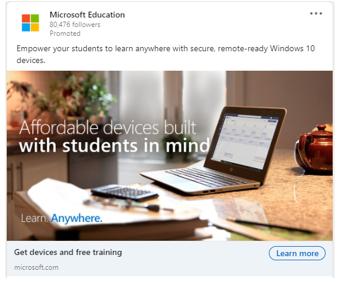 Microsoft Education
80,476 followers
Promoted
Empower your students to learn anywhere with secure, remote-ready Windows 10
devices.
Affordable devices built
with students in mind
Learn. Anywhere.
Get devices and free training
Learn more
microsoft.com